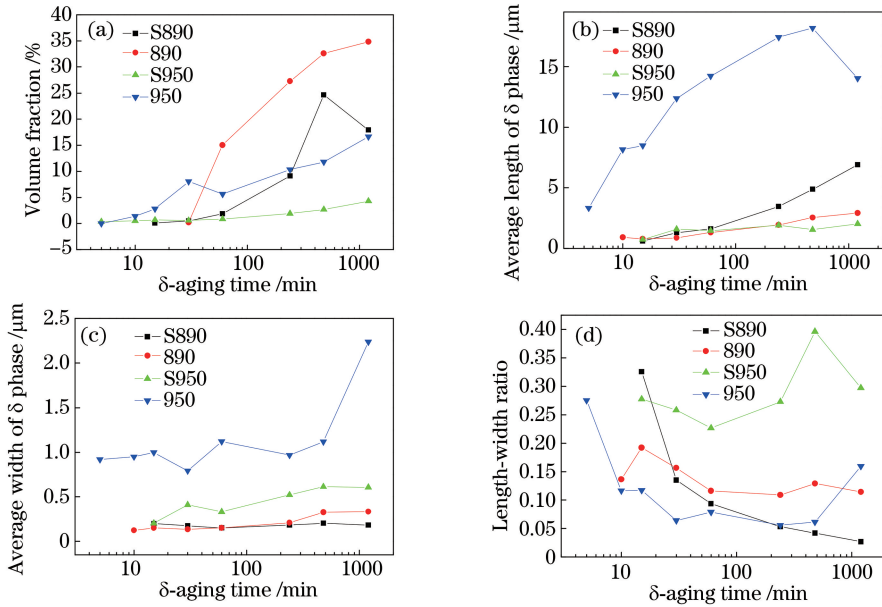 (a)
S890
890
S950
950
Volume fraction /%
40
35
30
25
20
15
10
5
0
−5
10
100
1000
δ-aging time /min
(b)
S890
890
S950
950
Average length of δ phase /μm
15
10
5
0
10
100
1000
δ-aging time /min
(c)
S890
890
S950
950
Average width of δ phase /μm
2.5
2.0
1.5
1.0
0.5
0
10
100
1000
δ-aging time /min
(d)
S890
890
S950
950
Length-width ratio
0.40
0.35
0.30
0.25
0.20
0.15
0.10
0.05
0
10
100
1000
δ-aging time /min